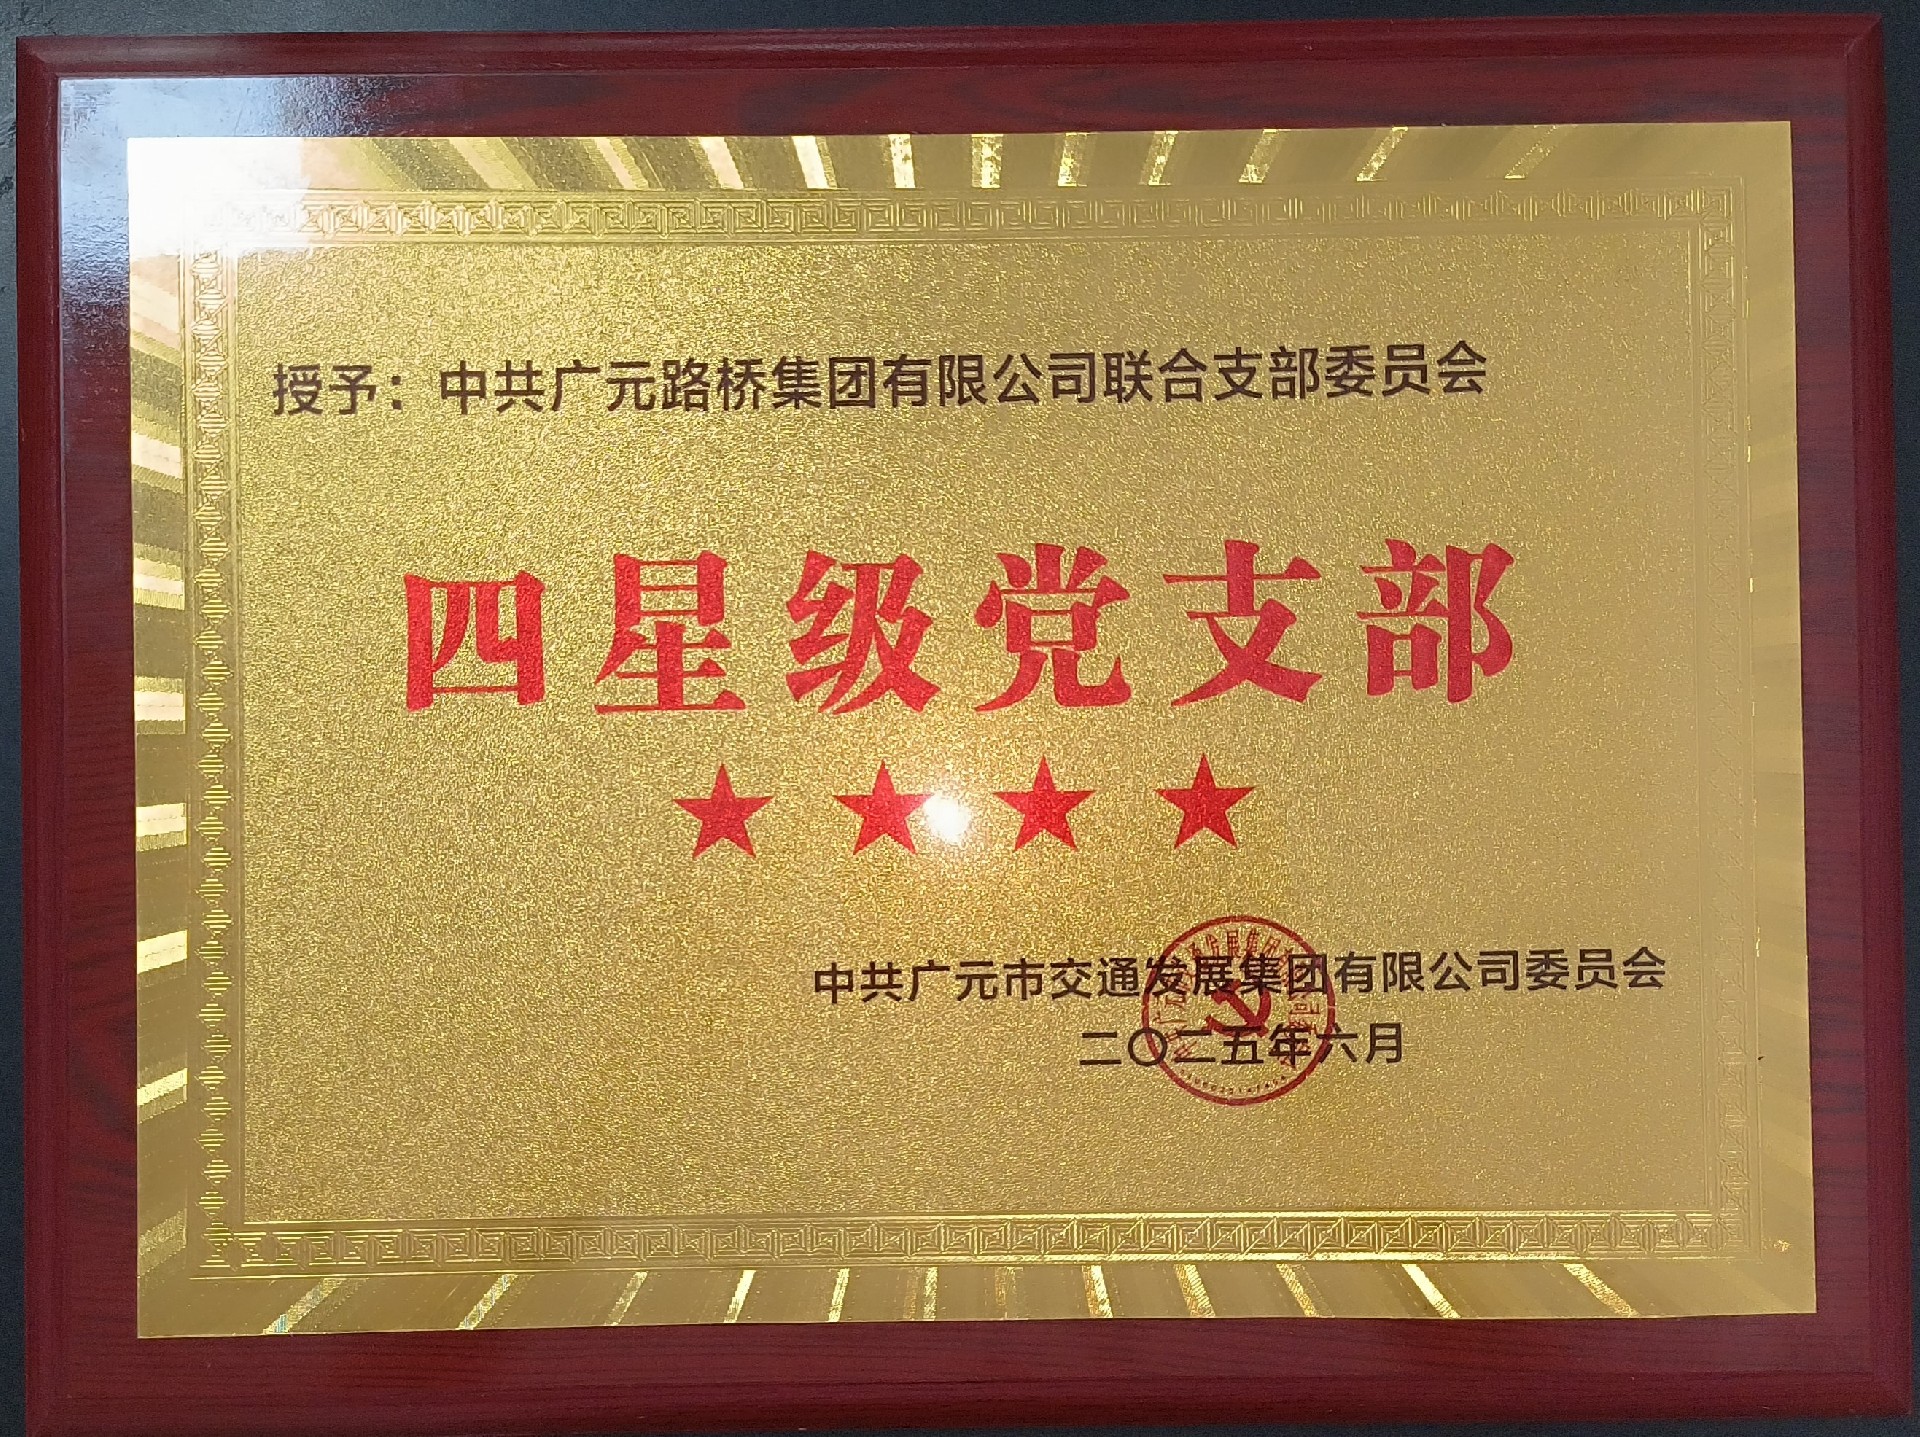 授予：中共广元路桥集团有限公司联合支部委员会
四星级党支部
★ ★ ★ ★
中共广元市交通发展集团有限公司委员会
二〇二五年六月